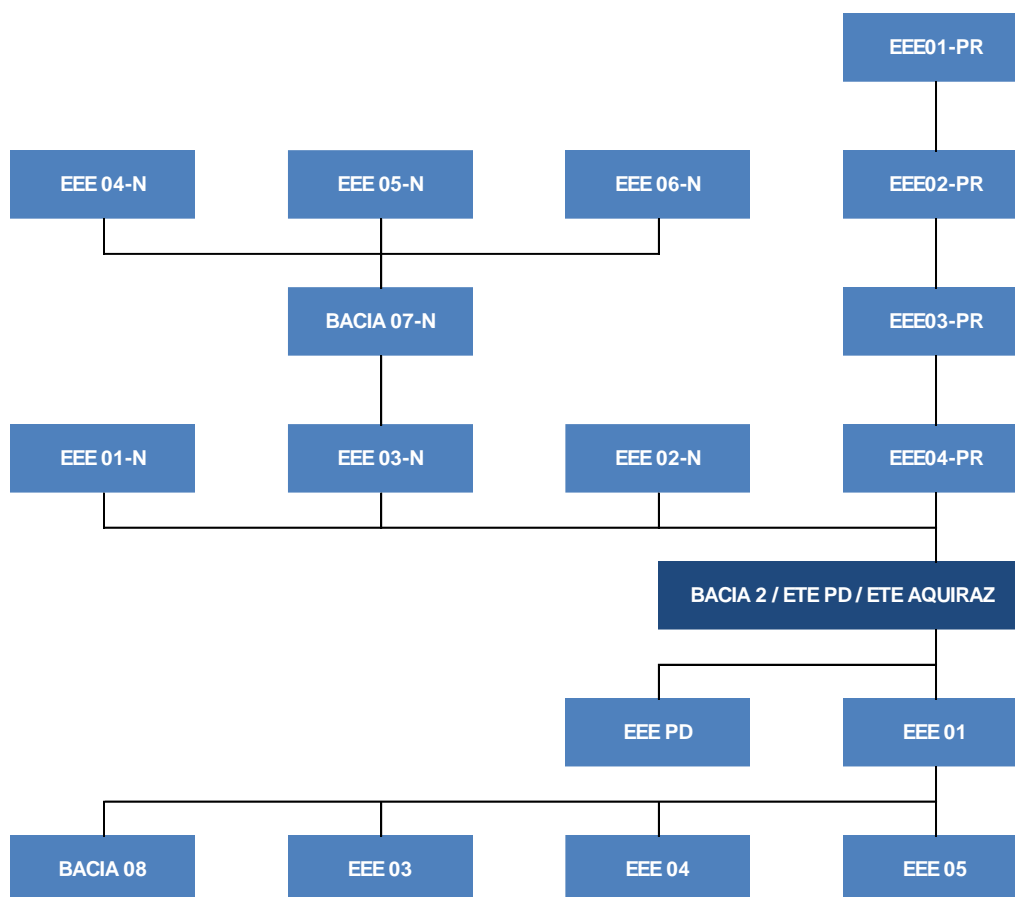 EEE01-PR
EEE 04-N
EEE 05-N
EEE 06-N
EEE02-PR
BACIA 07-N
EEE03-PR
EEE 01-N
EEE 03-N
EEE 02-N
EEE04-PR
BACIA 2 / ETE PD / ETE AQUIRAZ
EEE PD
EEE 01
BACIA 08
EEE 03
EEE 04
EEE 05